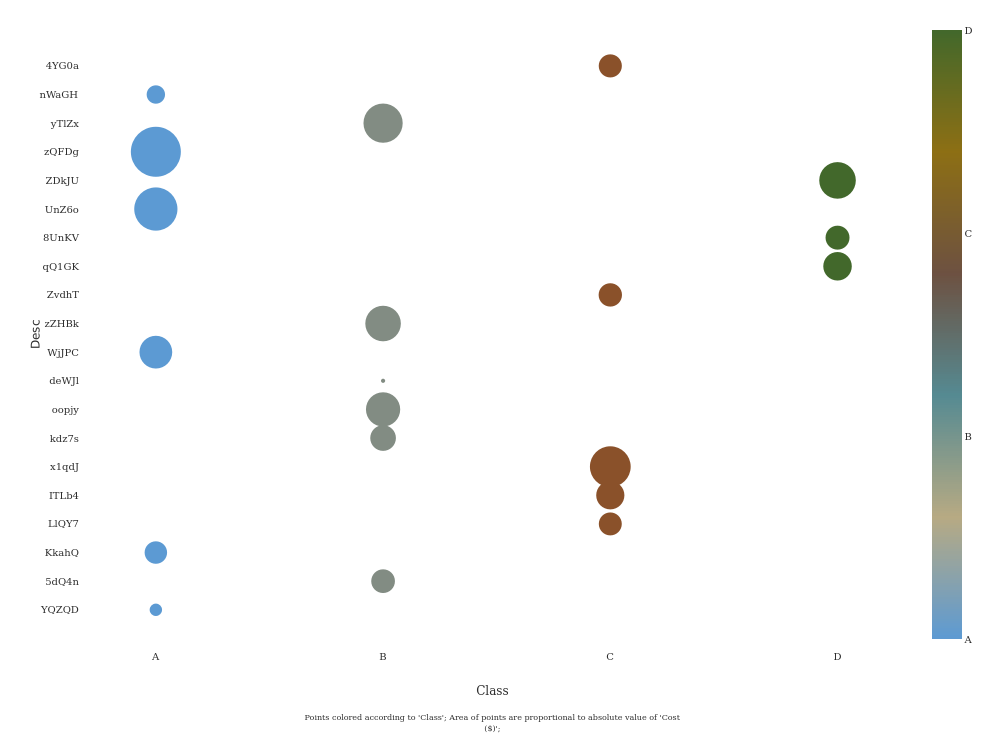 4YG0a
nWaGH
yTlZx
zQFDg
ZDkJU
UnZ6o
8UnKV
qQ1GK
ZvdhT
zZHBk
WjJPC
deWJl
oopjy
kdz7s
x1qdJ
ITLb4
LlQY7
KkahQ
5dQ4n
YQZQD
Desc
A B C D
Class
Points colored according to 'Class'; Area of points are proportional to absolute value of 'Cost
($)';
D
C
B
A